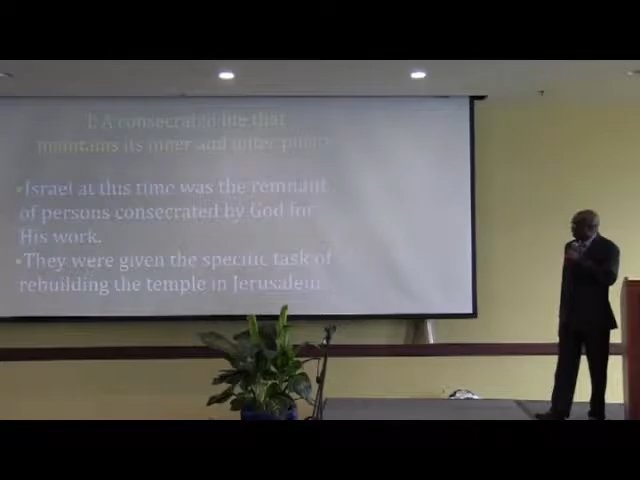 I. A consecrated life that
maintains its inner and outer purity
•Israel at this time was the remnant
of persons consecrated by God for
His work.
•They were given the specific task of
rebuilding the temple in Jerusalem